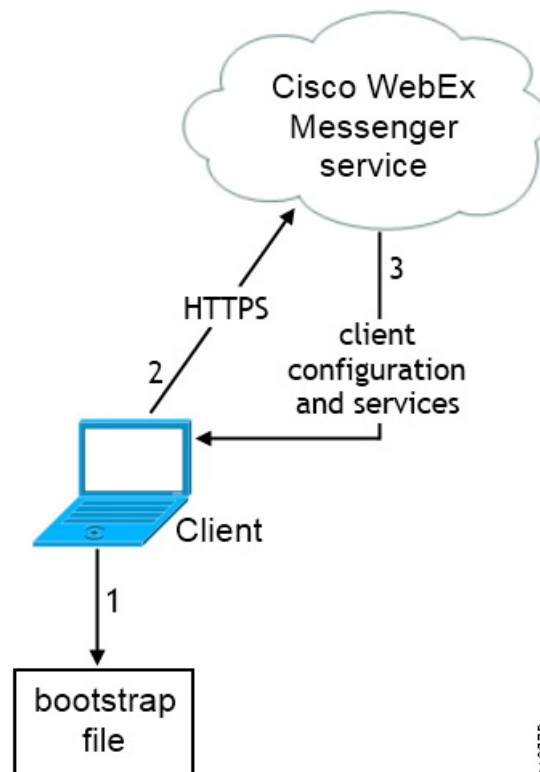 Cisco WebEx
Messenger
service
3
HTTPS
client
configuration
and services
2
Client
1
bootstrap
file